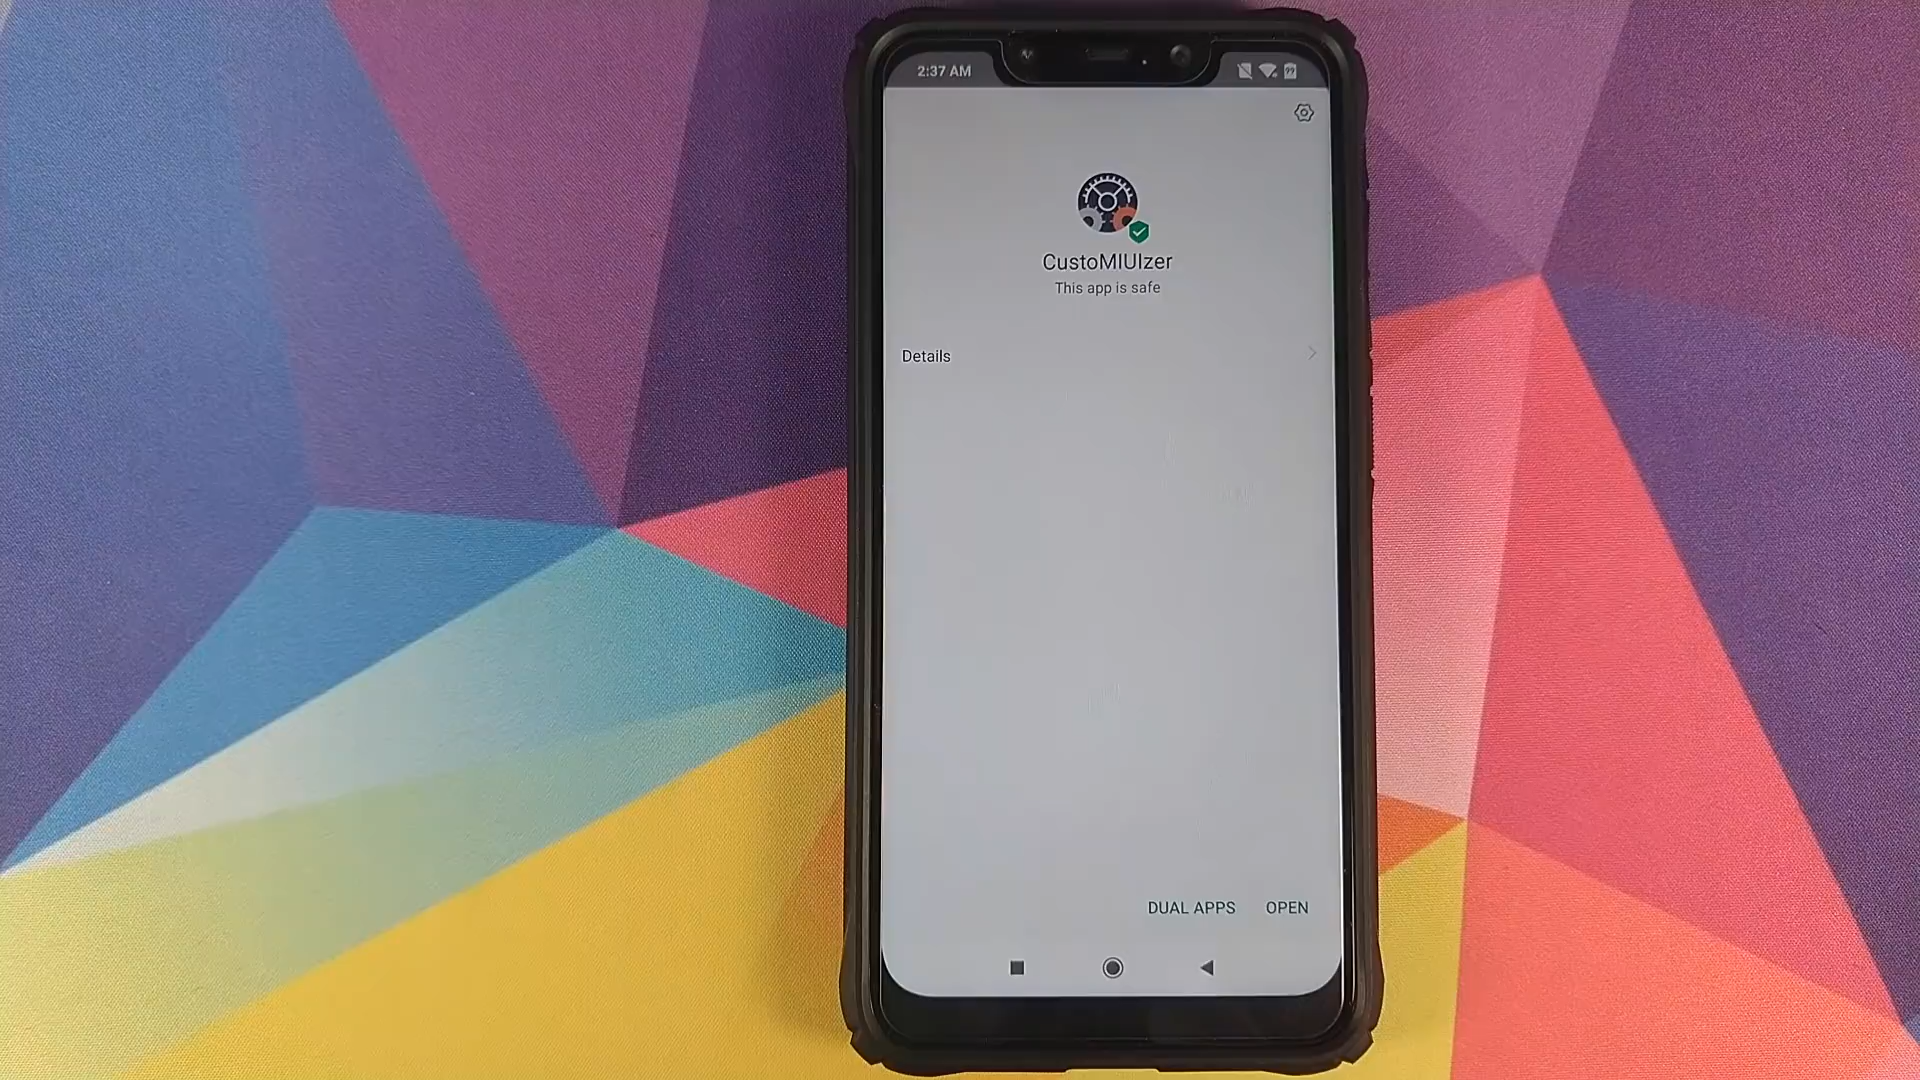 2:37 AM
CustoMIUIzer
This app is safe
Details
DUAL APPS OPEN